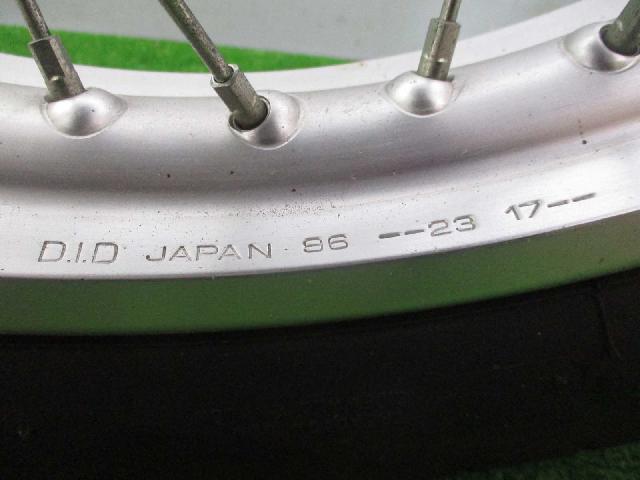 D.I.D JAPAN 96 --23 17--